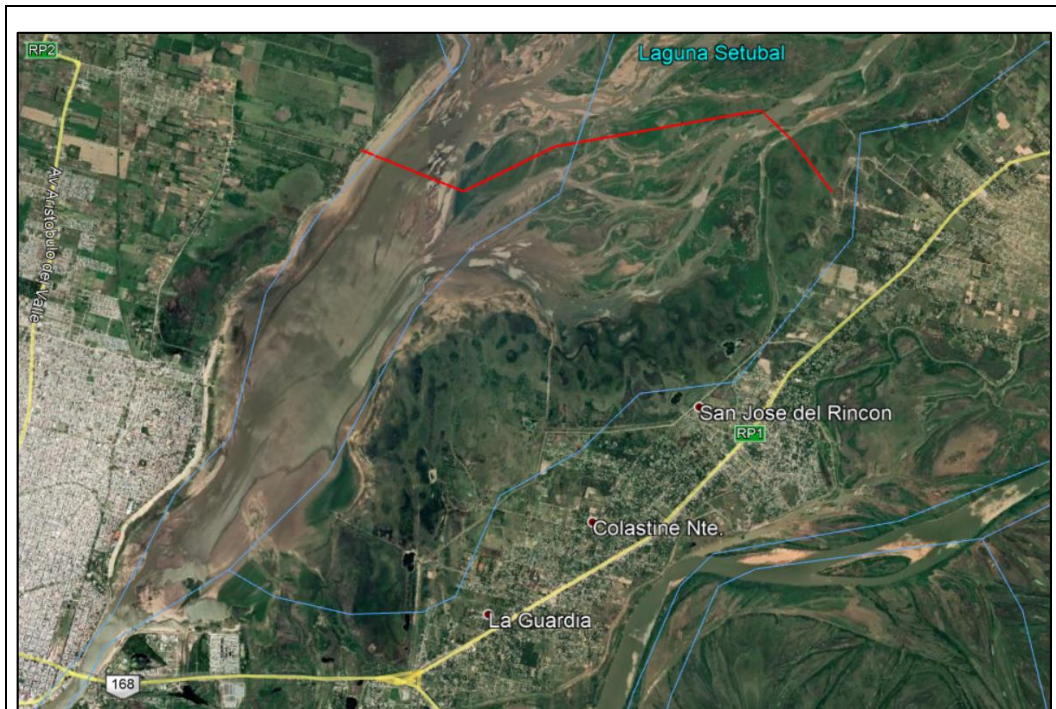 RP2
Laguna Setubal
Av Aristobulo del Valle
San Jose del Rincon
RP1
Colastine Nte.
La Guardia
168